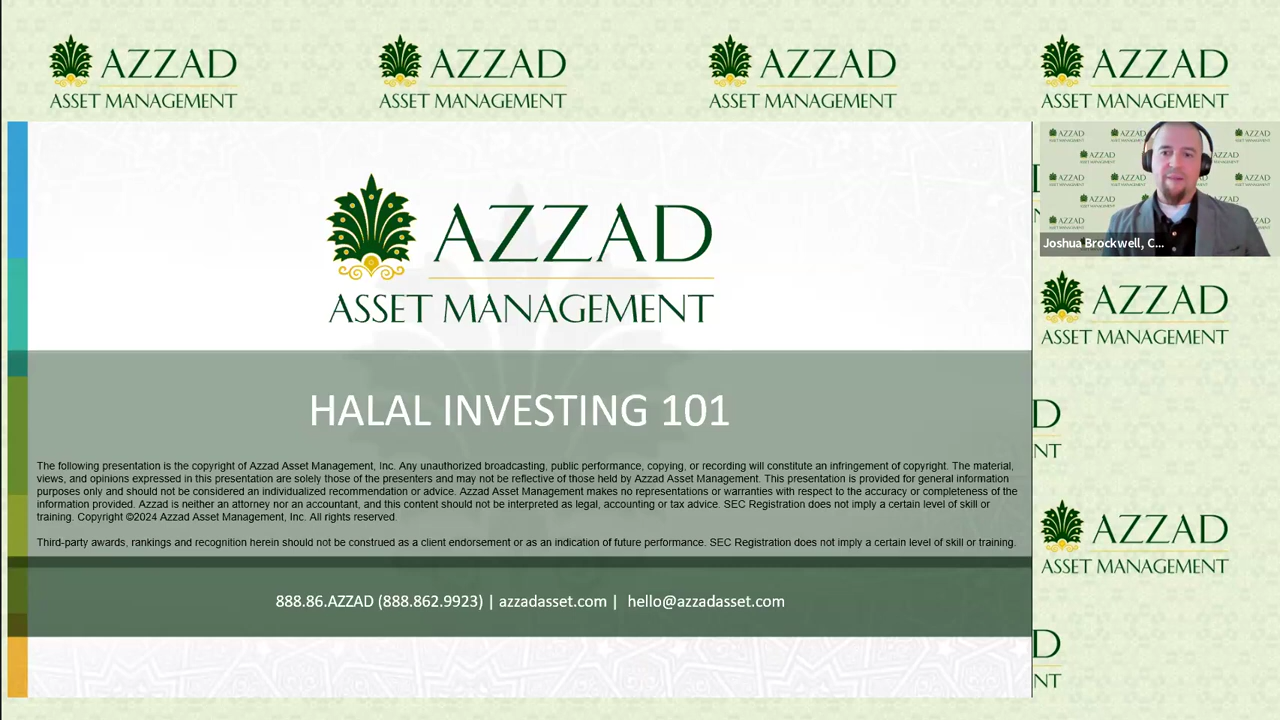 AZZAD
ASSET MANAGEMENT
AZZAD
ASSET MANAGEMENT
AZZAD
ASSET MANAGEMENT
AZZAD
ASSET MANAGEMENT
AZZAD
ASSET MANAGEMENT
HALAL INVESTING 101
The following presentation is the copyright of Azzad Asset Management, Inc. Any unauthorized broadcasting, public performance, copying, or recording will constitute an infringement of copyright. The material,
views, and opinions expressed in this presentation are solely those of the presenters and may not be reflective of those held by Azzad Asset Management. This presentation is provided for general information
purposes only and should not be considered an individualized recommendation or advice. Azzad Asset Management makes no representations or warranties with respect to the accuracy or completeness of the
information provided. Azzad is neither an attorney nor an accountant, and this content should not be interpreted as legal, accounting or tax advice. SEC Registration does not imply a certain level of skill or
training. Copyright ©2024 Azzad Asset Management, Inc. All rights reserved.
Third-party awards, rankings and recognition herein should not be construed as a client endorsement or as an indication of future performance. SEC Registration does not imply a certain level of skill or training.
888.86.AZZAD (888.862.9923) | azzadasset.com | hello@azzadasset.com
Joshua Brockwell, C...
AZZAD
ASSET MANAGEMENT
D
NT
AZZAD
ASSET MANAGEMENT
D
NT